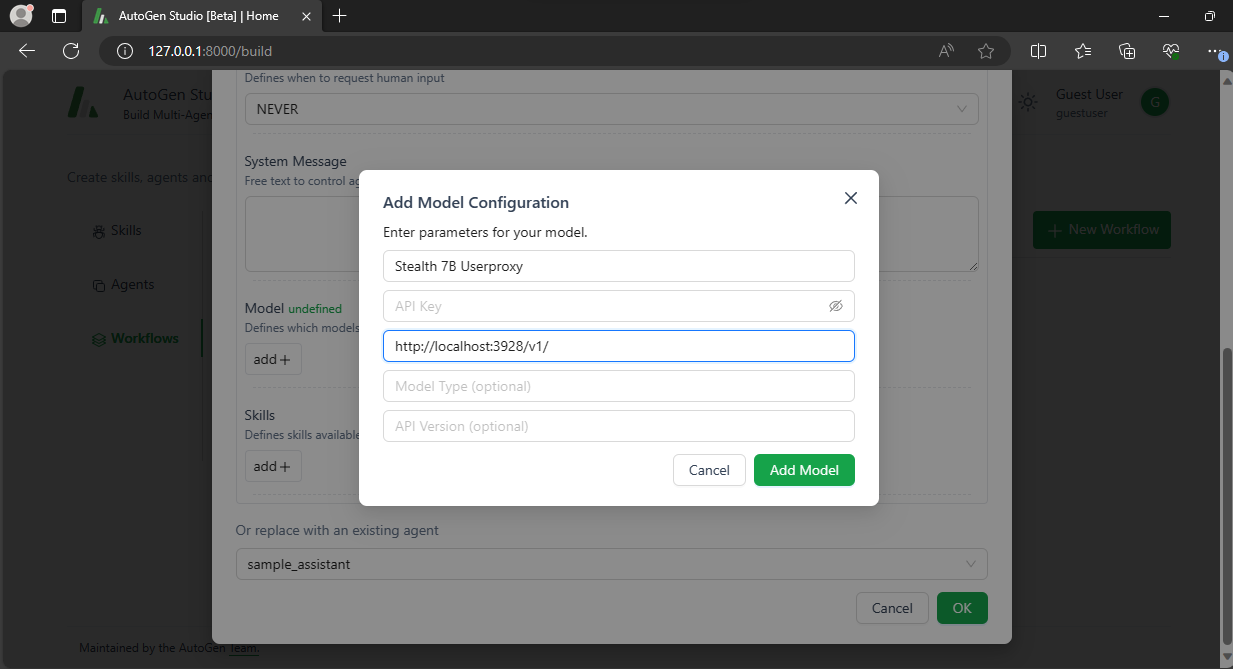 AutoGen Studio [Beta] | Home
127.0.0.1:8000/build
AutoGen Stu
Build Multi-Agen
Guest User
guestuser
G
Create skills, agents and
Skills
Agents
Workflows
New Workflow
Defines when to request human input
NEVER
System Message
Free text to control ag
Model undefined
Defines which models
add +
Skills
Defines skills available
add +
Add Model Configuration
Enter parameters for your model.
Stealth 7B Userproxy
API Key
http://localhost:3928/v1/
Model Type (optional)
API Version (optional)
Cancel
Add Model
Or replace with an existing agent
sample_assistant
Cancel
OK
Maintained by the AutoGen Team.